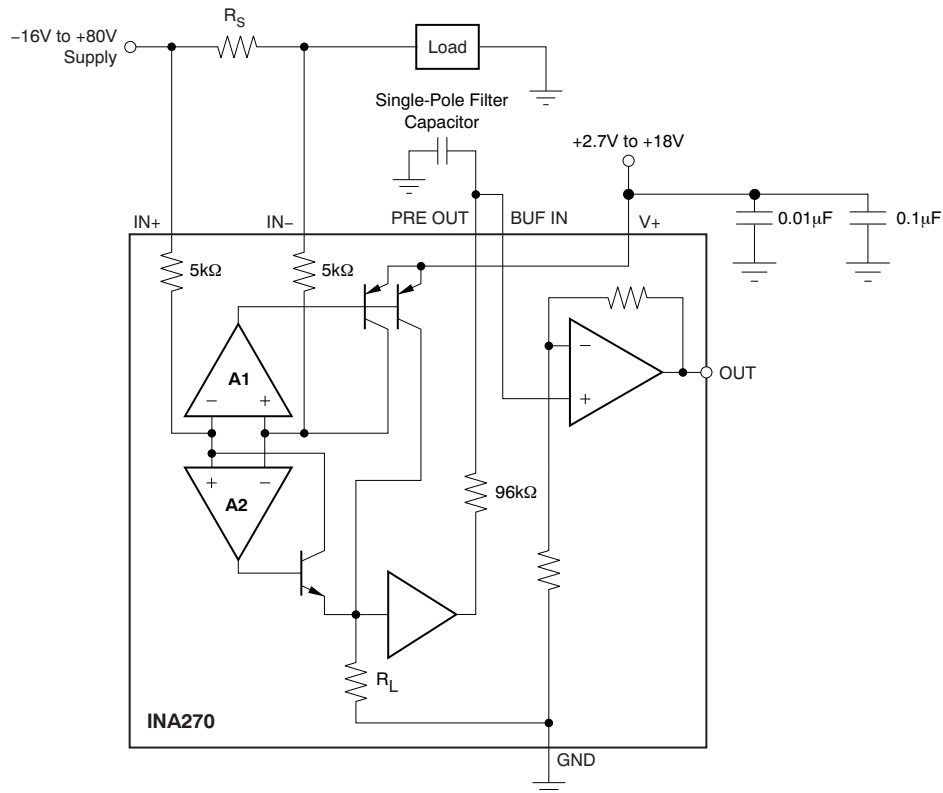 R_S
−16V to +80V
Supply
Load
Single-Pole Filter
Capacitor
+2.7V to +18V
0.01µF
0.1µF
IN+
IN−
PRE OUT
BUF IN
V+
5kΩ
5kΩ
A1
− +
− +
OUT
+ −
A2
96kΩ
R_L
INA270
GND